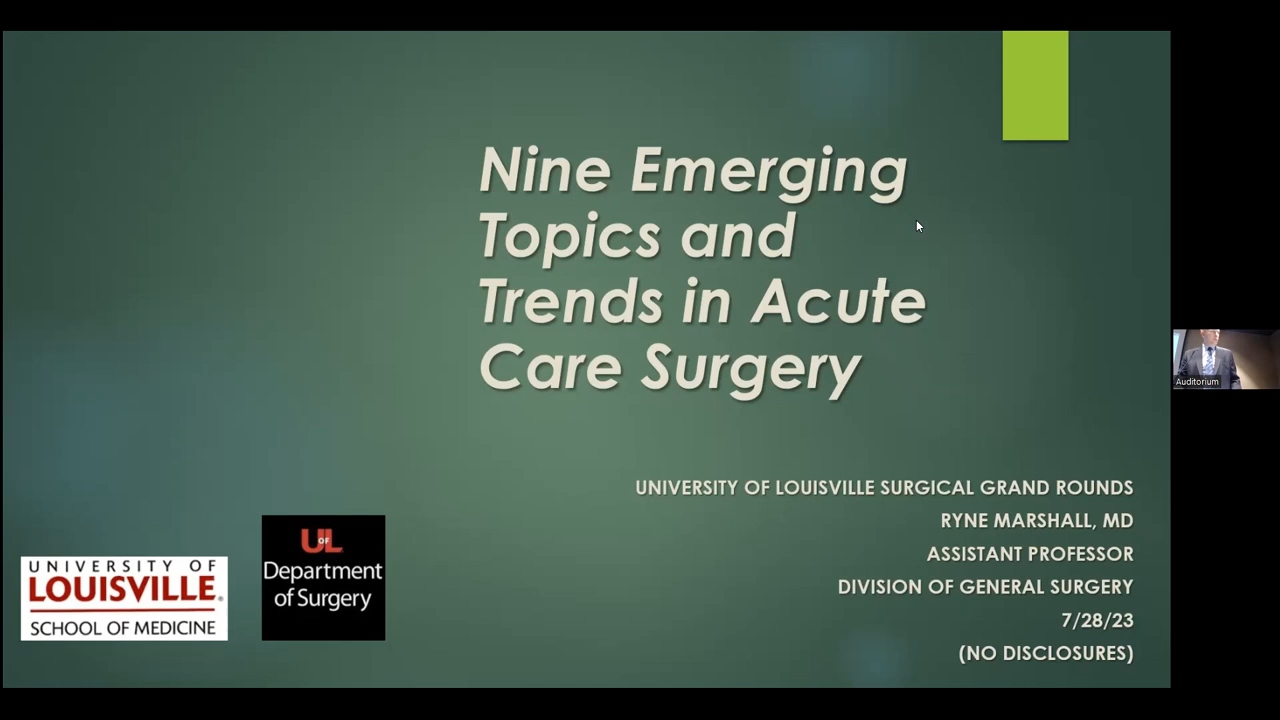 Nine Emerging
Topics and
Trends in Acute
Care Surgery
UNIVERSITY OF LOUISVILLE SURGICAL GRAND ROUNDS
RYNE MARSHALL, MD
ASSISTANT PROFESSOR
DIVISION OF GENERAL SURGERY
7/28/23
(NO DISCLOSURES)
UNIVERSITY OF
LOUISVILLE®
SCHOOL OF MEDICINE
UofL
Department
of Surgery
Auditorium